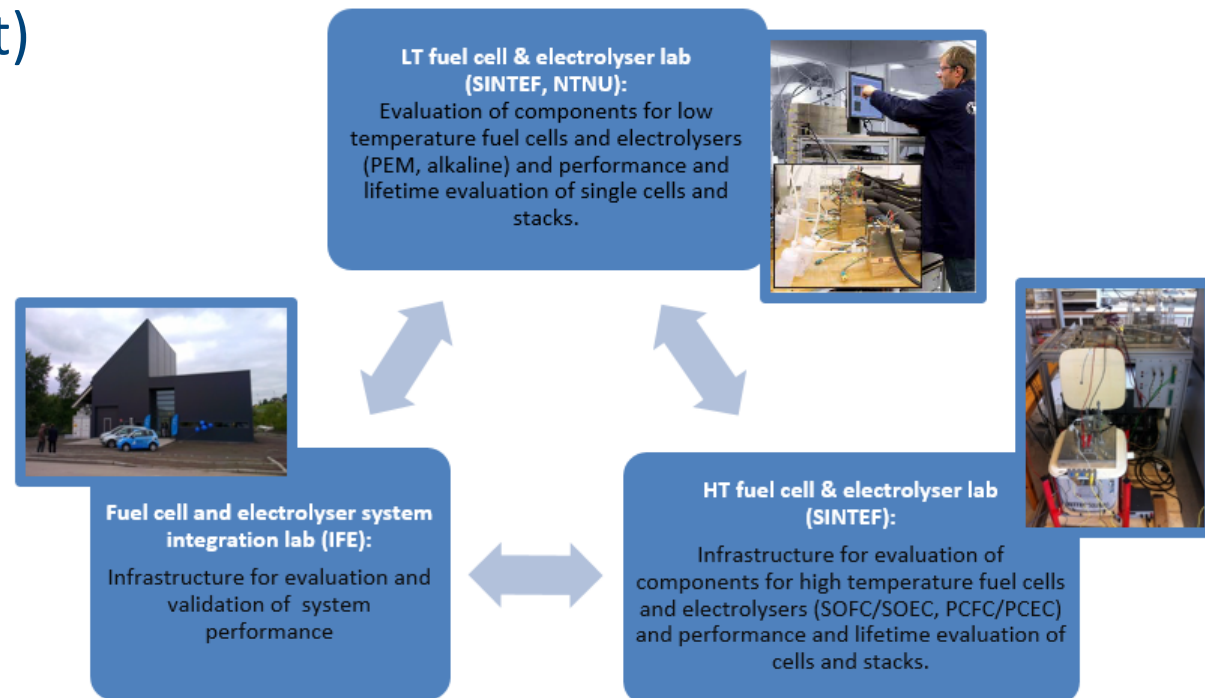 t)
LT fuel cell & electrolyser lab
(SINTEF, NTNU):
Evaluation of components for low
temperature fuel cells and electrolysers
(PEM, alkaline) and performance and
lifetime evaluation of single cells and
stacks.
Fuel cell and electrolyser system
integration lab (IFE):
Infrastructure for evaluation and
validation of system
performance
HT fuel cell & electrolyser lab
(SINTEF):
Infrastructure for evaluation of
components for high temperature fuel cells
and electrolysers (SOFC/SOEC, PCFC/PCEC)
and performance and lifetime evaluation of
cells and stacks.